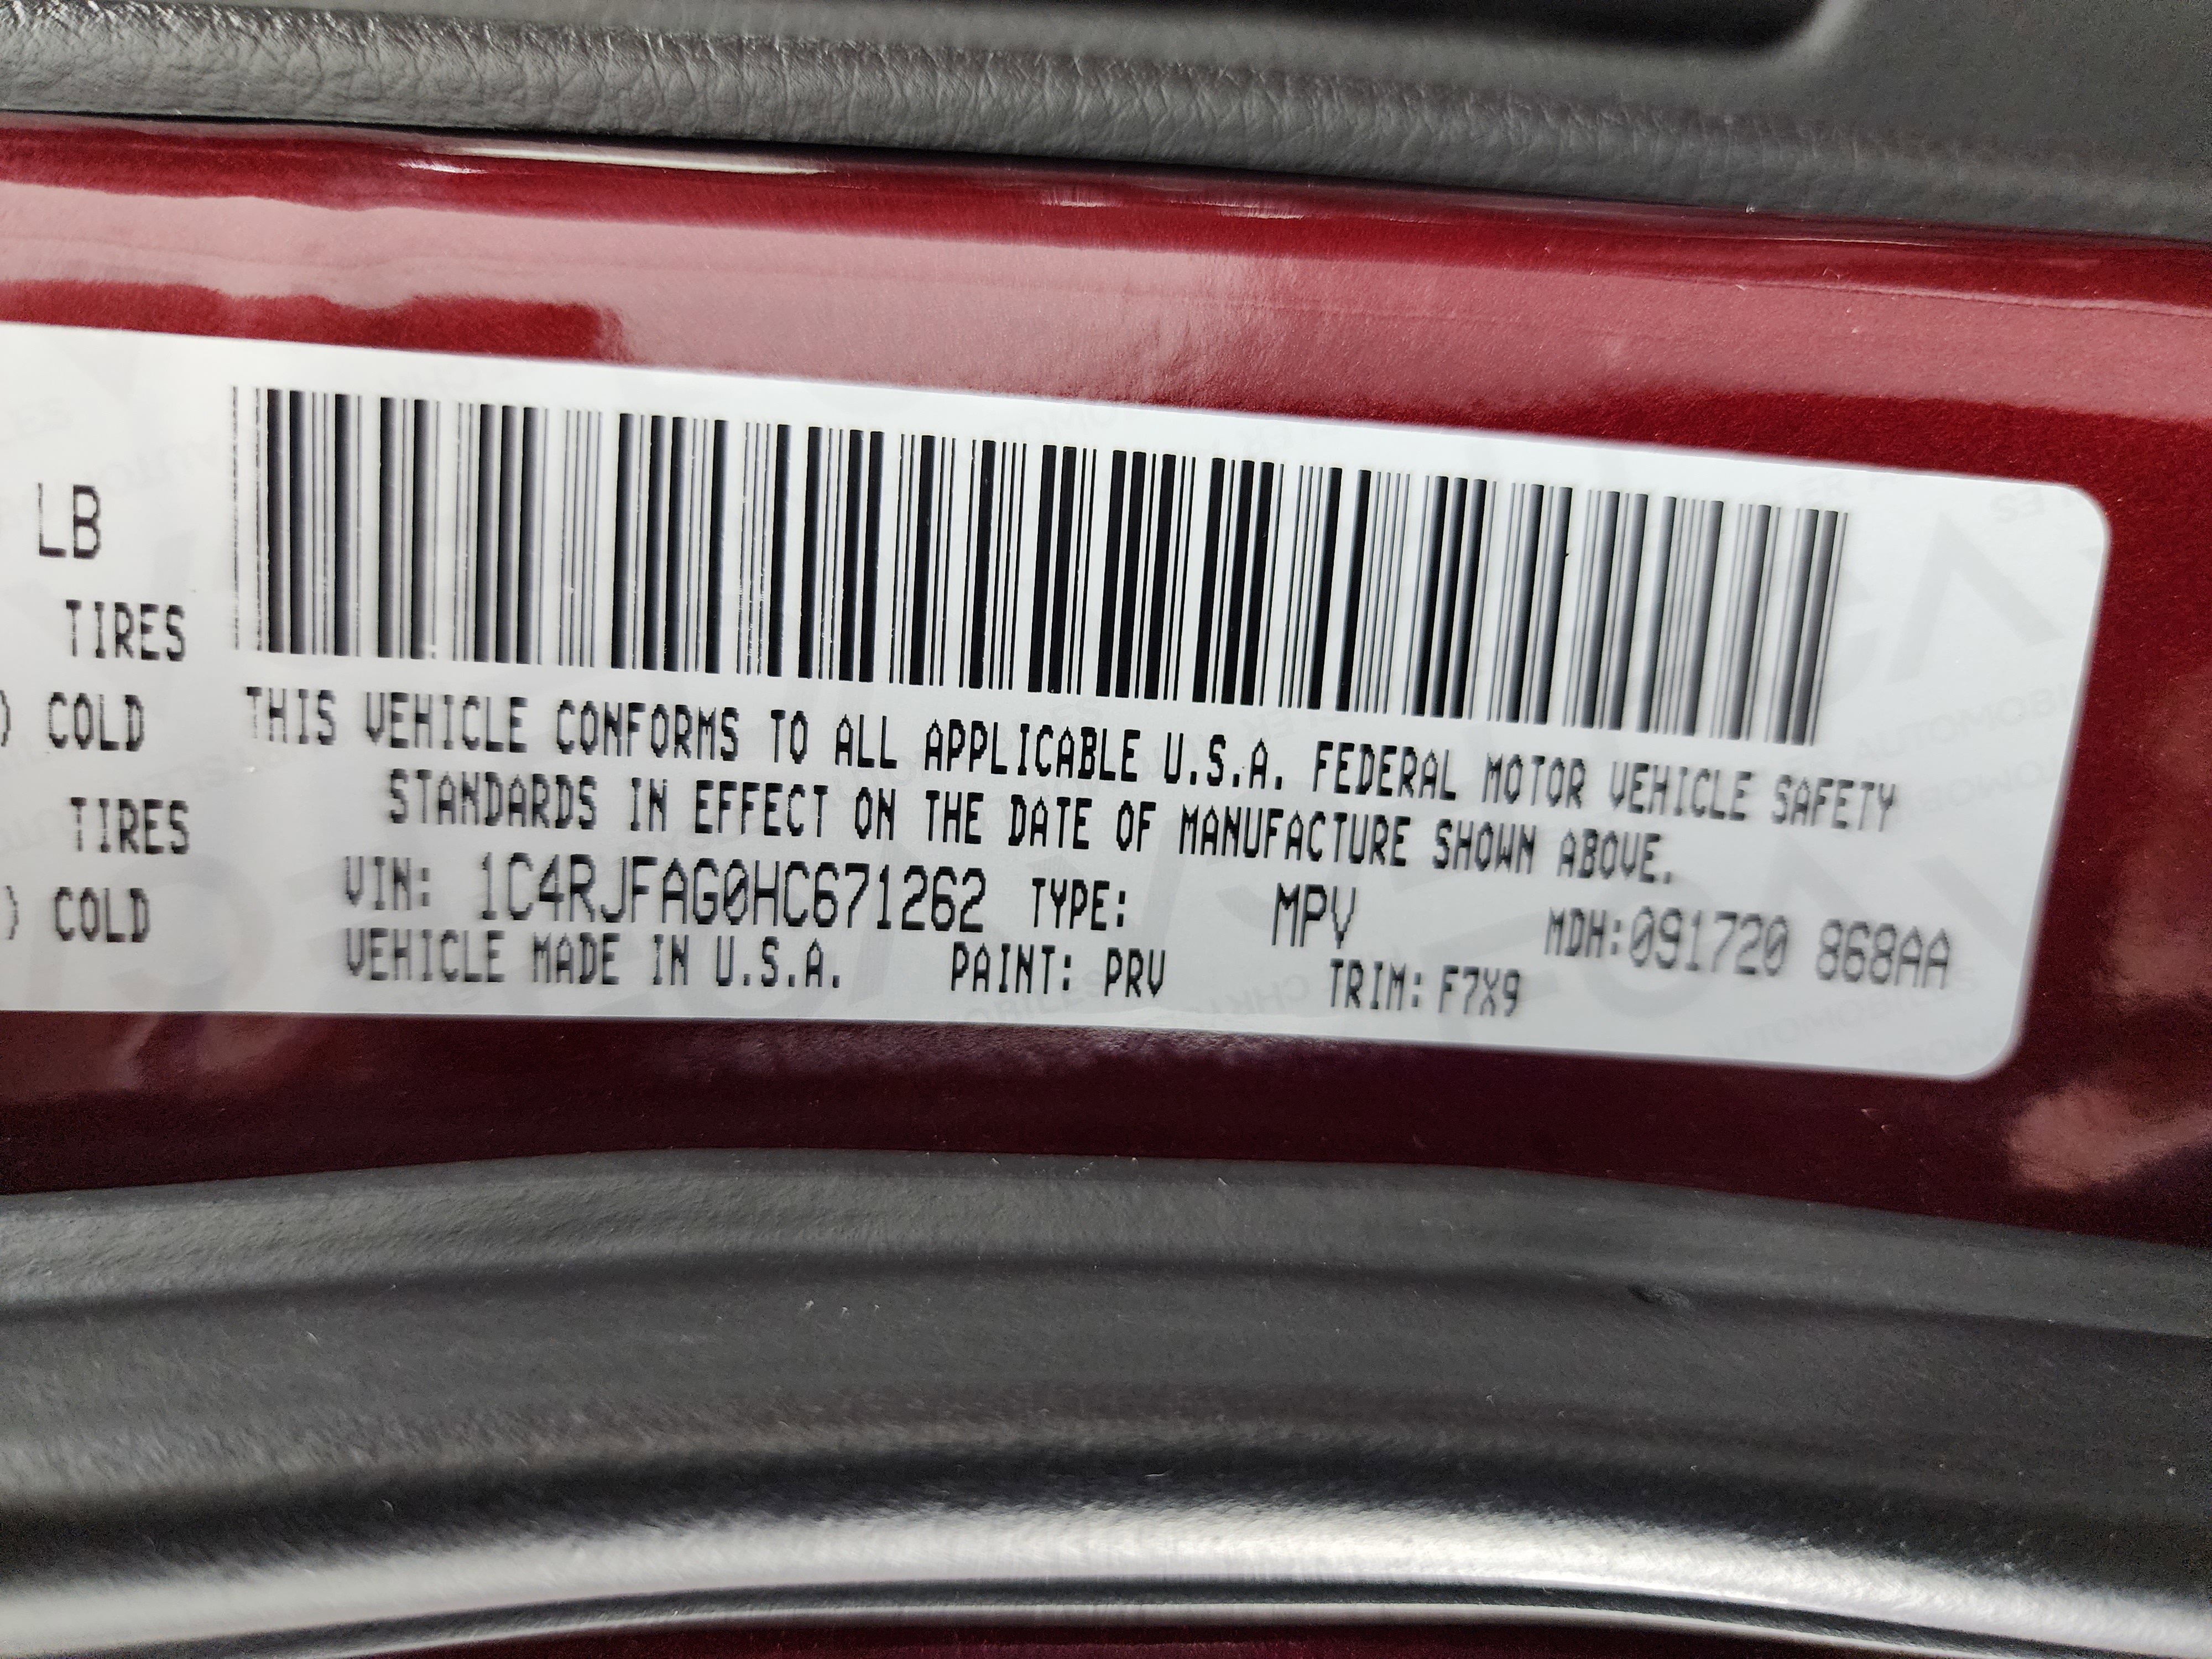 LB
TIRES
) COLD
TIRES
) COLD
THIS VEHICLE CONFORMS TO ALL APPLICABLE U.S.A. FEDERAL MOTOR VEHICLE SAFETY
STANDARDS IN EFFECT ON THE DATE OF MANUFACTURE SHOWN ABOVE.
VIN: 1C4RJFAG0HC671262 TYPE: MPV MDH:091720 868AA
VEHICLE MADE IN U.S.A. PAINT: PRV TRIM: F7X9